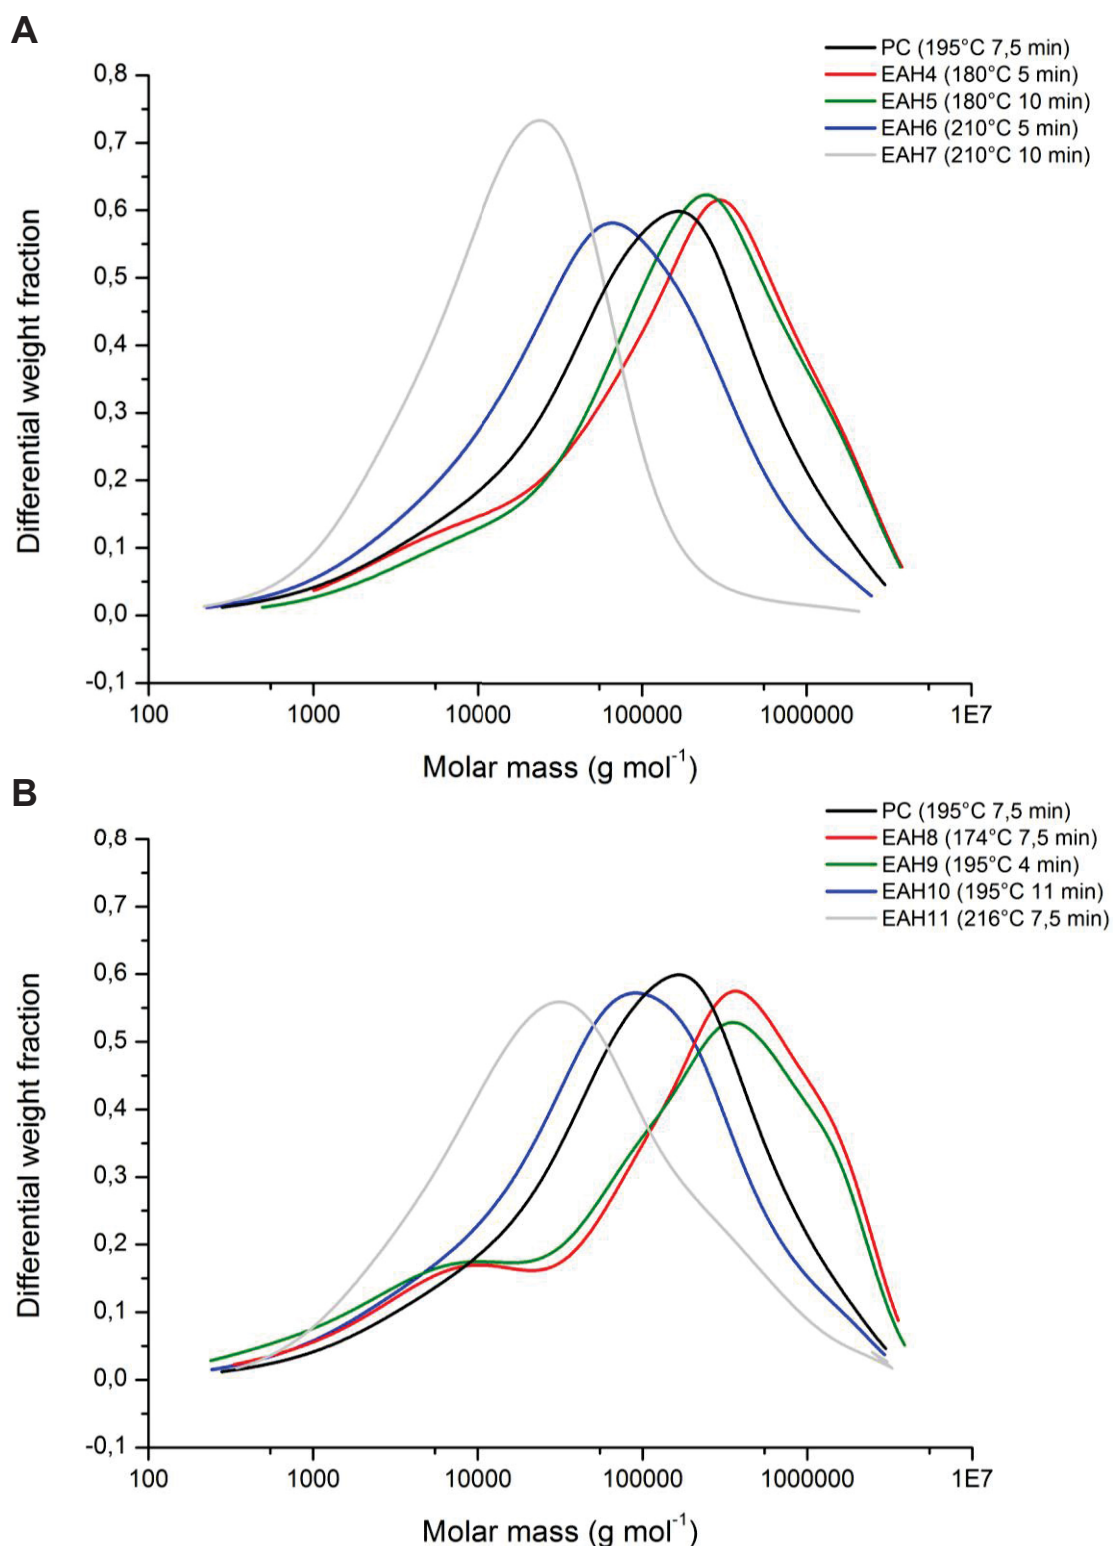 A
PC (195°C 7,5 min)
EAH4 (180°C 5 min)
EAH5 (180°C 10 min)
EAH6 (210°C 5 min)
EAH7 (210°C 10 min)
0,8
0,7
0,6
0,5
0,4
0,3
0,2
0,1
0,0
-0,1
Differential weight fraction
100 1000 10000 100000 1000000 1E7
Molar mass (g mol⁻¹)
B
PC (195°C 7,5 min)
EAH8 (174°C 7,5 min)
EAH9 (195°C 4 min)
EAH10 (195°C 11 min)
EAH11 (216°C 7,5 min)
0,8
0,7
0,6
0,5
0,4
0,3
0,2
0,1
0,0
-0,1
Differential weight fraction
100 1000 10000 100000 1000000 1E7
Molar mass (g mol⁻¹)